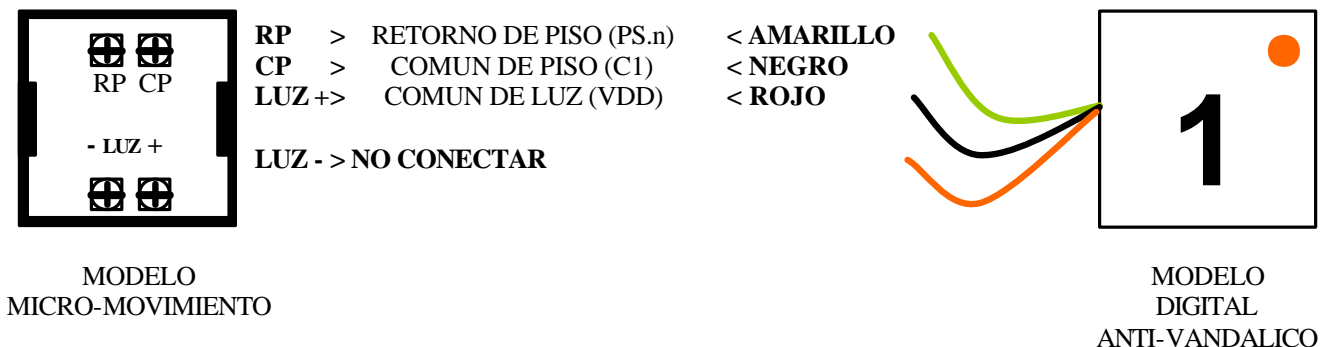 RP CP
- LUZ +
RP > RETORNO DE PISO (PS.n) < AMARILLO
CP > COMUN DE PISO (C1) < NEGRO
LUZ +> COMUN DE LUZ (VDD) < ROJO
LUZ - > NO CONECTAR
1
MODELO
MICRO-MOVIMIENTO
MODELO
DIGITAL
ANTI-VANDALICO